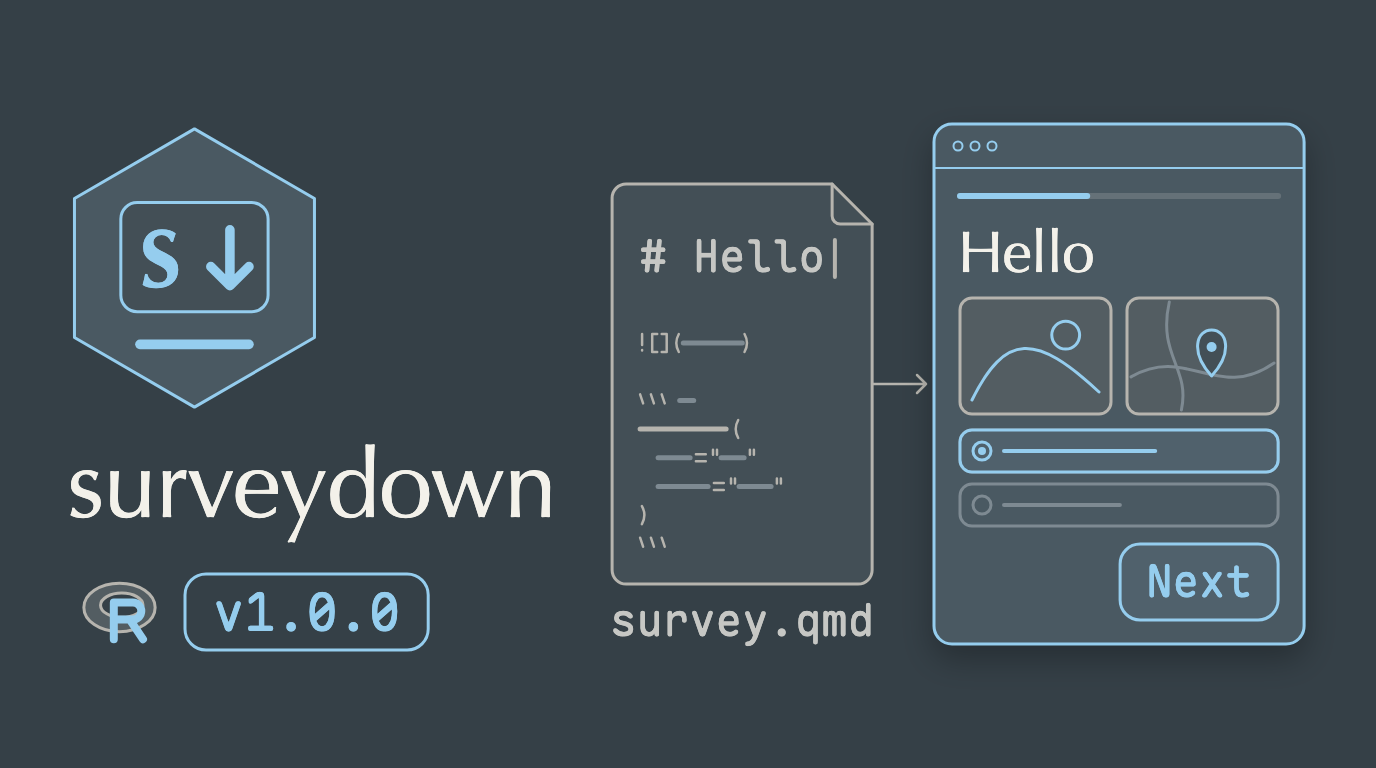 S↓
surveydown
R
v1.0.0
# Hello|
![]( )
\\\
(
=" "
=" "
)
\\\
survey.qmd
Hello
Next